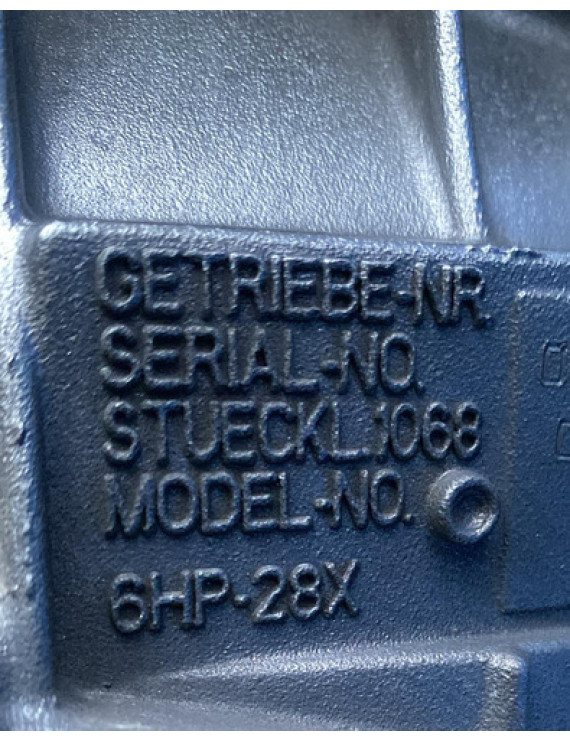 GETRIEBE-NR.
SERIAL-NO.
STUECKL.1068
MODEL-NO.
6HP-28X